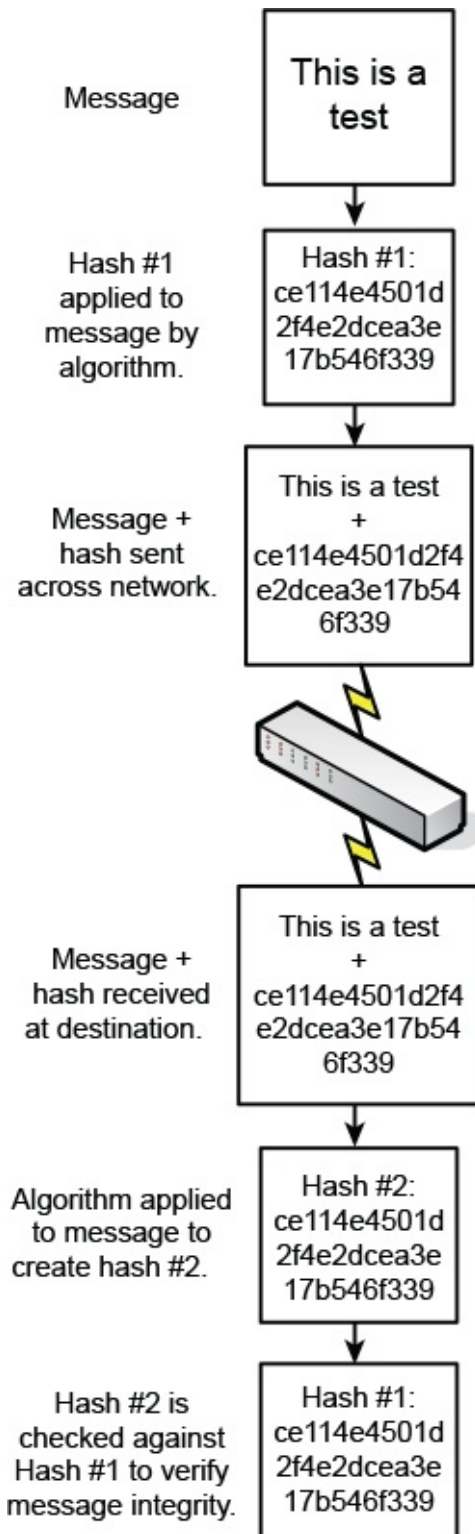 Message
This is a
test
Hash #1
applied to
message by
algorithm.
Hash #1:
ce114e4501d
2f4e2dcea3e
17b546f339
Message +
hash sent
across network.
This is a test
+
ce114e4501d2f4
e2dcea3e17b54
6f339
Message +
hash received
at destination.
This is a test
+
ce114e4501d2f4
e2dcea3e17b54
6f339
Algorithm applied
to message to
create hash #2.
Hash #2:
ce114e4501d
2f4e2dcea3e
17b546f339
Hash #2 is
checked against
Hash #1 to verify
message integrity.
Hash #1:
ce114e4501d
2f4e2dcea3e
17b546f339